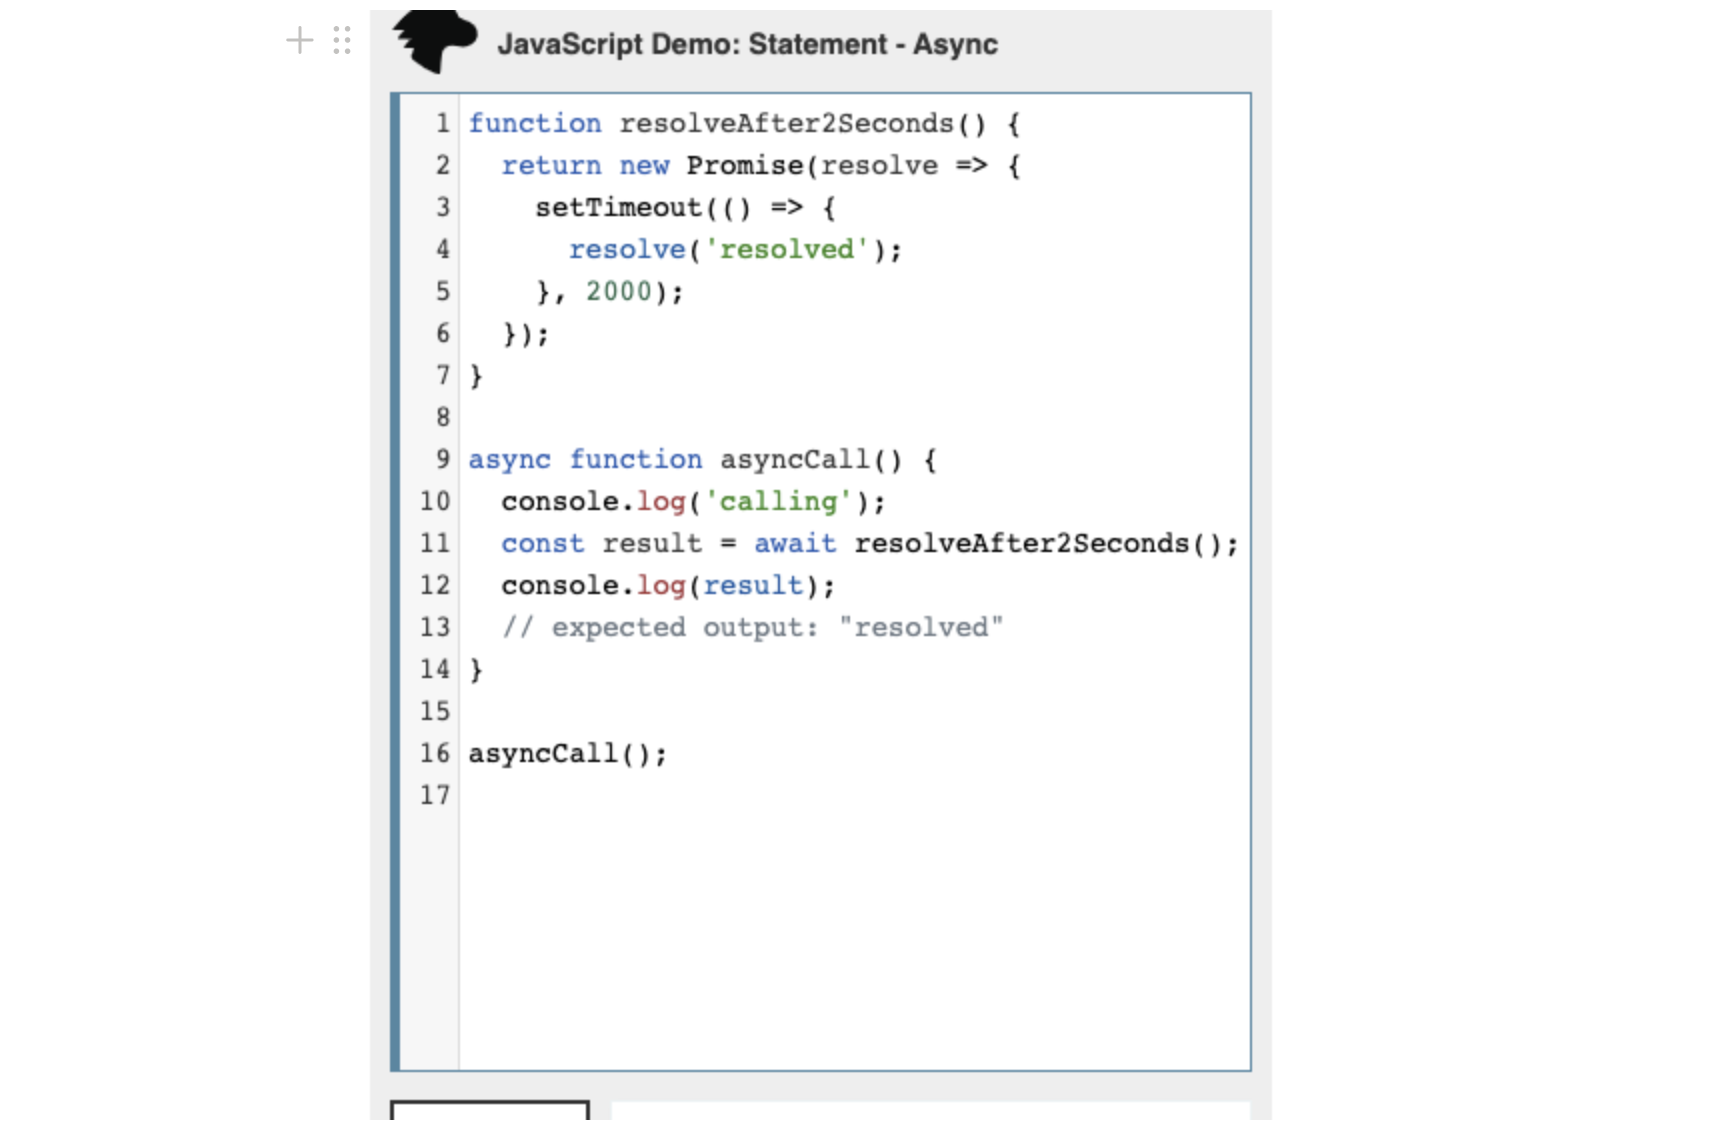 JavaScript Demo: Statement - Async
1 function resolveAfter2Seconds() {
2   return new Promise(resolve => {
3     setTimeout(() => {
4       resolve('resolved');
5     }, 2000);
6   });
7 }
8
9 async function asyncCall() {
10   console.log('calling');
11   const result = await resolveAfter2Seconds();
12   console.log(result);
13   // expected output: "resolved"
14 }
15
16 asyncCall();
17